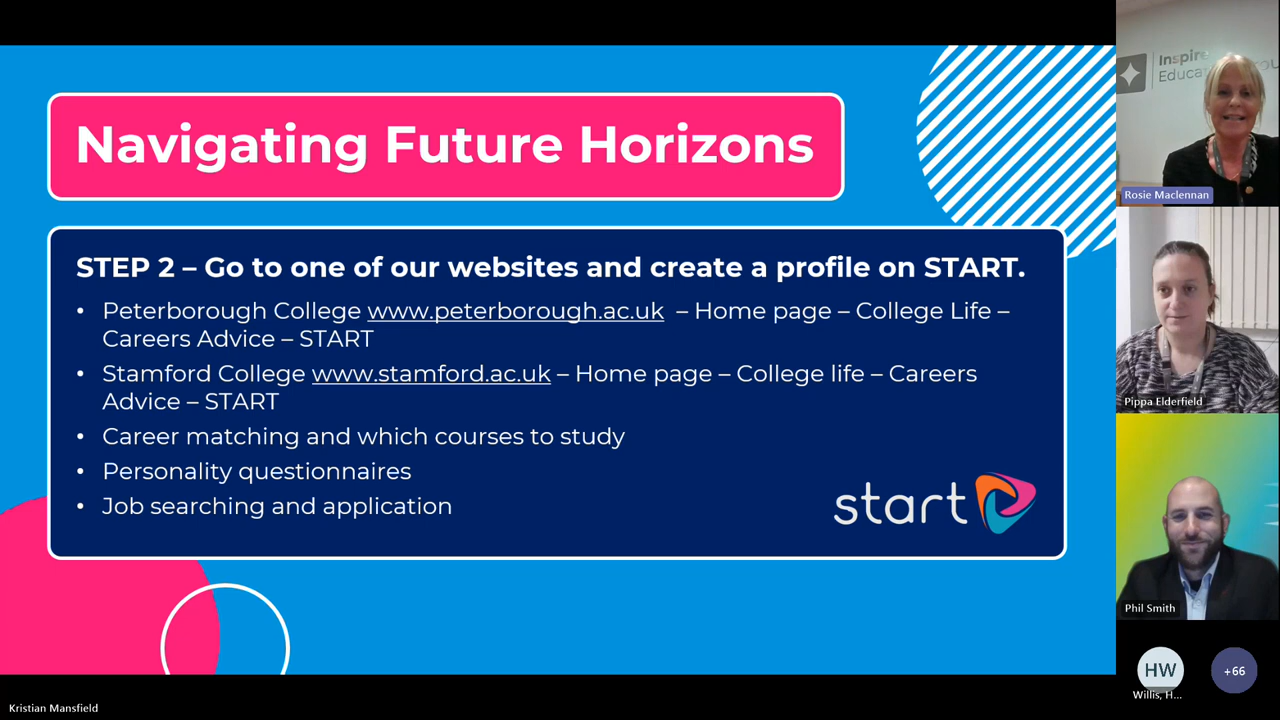 Navigating Future Horizons
STEP 2 – Go to one of our websites and create a profile on START.
• Peterborough College www.peterborough.ac.uk – Home page – College Life –
Careers Advice – START
• Stamford College www.stamford.ac.uk – Home page – College life – Careers
Advice – START
• Career matching and which courses to study
• Personality questionnaires
• Job searching and application
start
Inspire
Rosie Maclennan
Pippa Elderfield
Phil Smith
HW
+66
Willis, H...
Kristian Mansfield